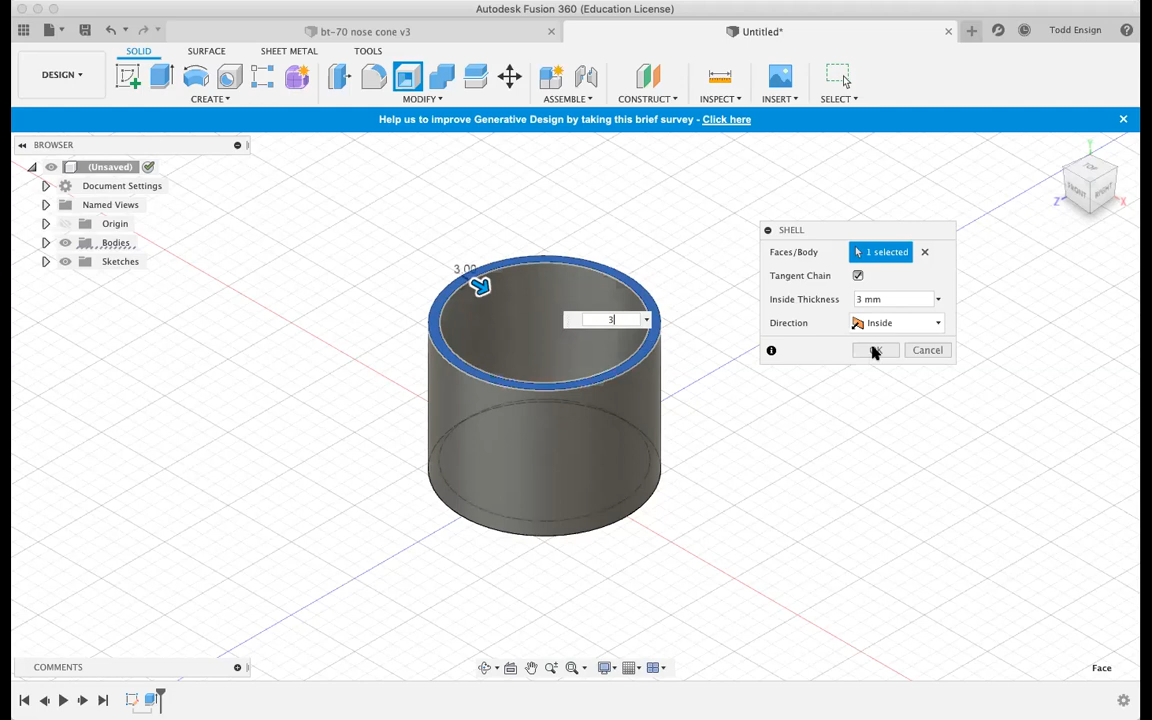 Autodesk Fusion 360 (Education License)
bt-70 nose cone v3
Untitled*
Todd Ensign
SOLID SURFACE SHEET METAL TOOLS
DESIGN
CREATE MODIFY ASSEMBLE CONSTRUCT INSPECT INSERT SELECT
Help us to improve Generative Design by taking this brief survey - Click here
BROWSER
(Unsaved)
Document Settings
Named Views
Origin
Bodies
Sketches
Y
TOP
FRONT
RIGHT
Z
X
SHELL
Faces/Body 1 selected
Tangent Chain
Inside Thickness 3 mm
Direction Inside
Cancel
3.00
3
COMMENTS
Face